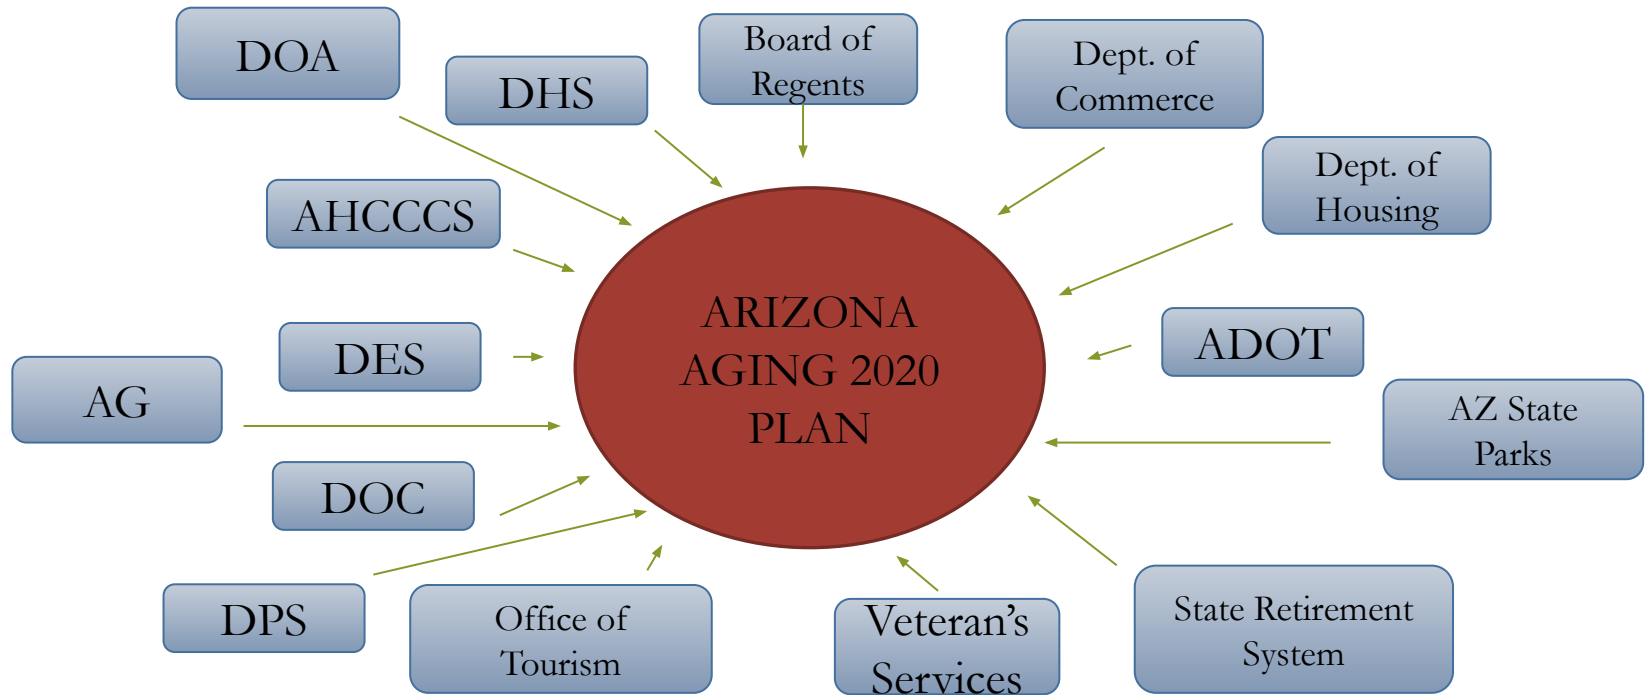 DOA
DHS
Board of
Regents
Dept. of
Commerce
Dept. of
Housing
AHCCCS
ARIZONA
AGING 2020
PLAN
DES
ADOT
AG
AZ State
Parks
DOC
DPS
Office of
Tourism
Veteran’s
Services
State Retirement
System